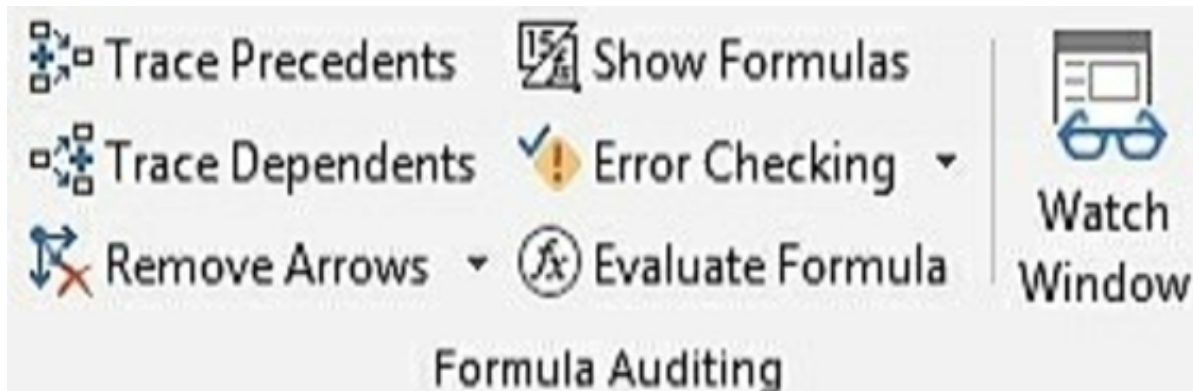 Trace Precedents
Show Formulas
Trace Dependents
Error Checking
Remove Arrows
Evaluate Formula
Watch
Window
Formula Auditing